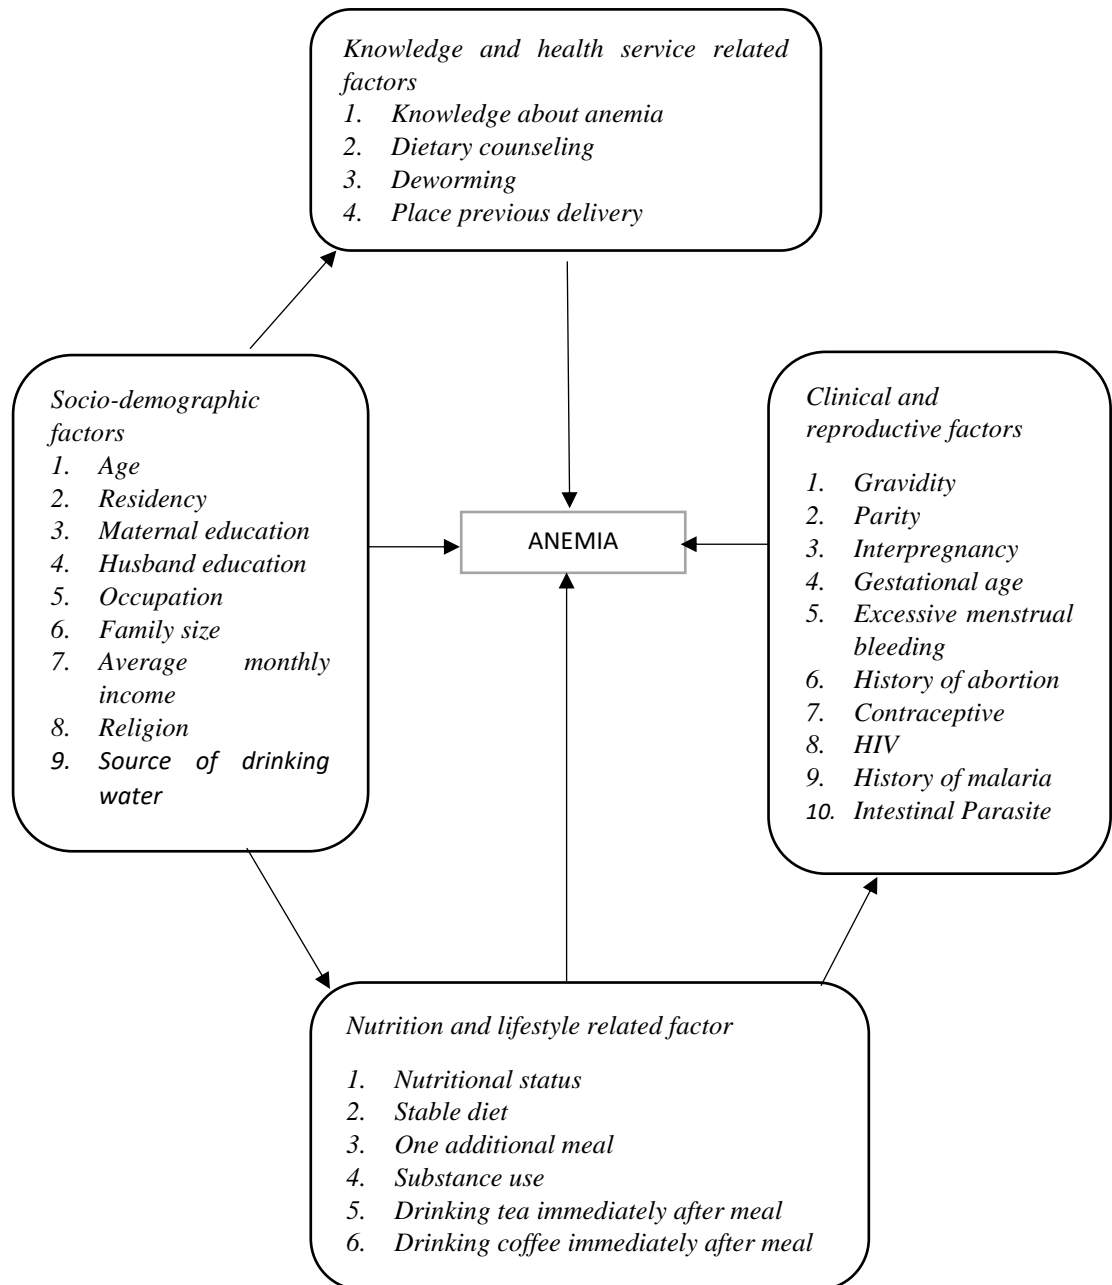 Knowledge and health service related
factors
1. Knowledge about anemia
2. Dietary counseling
3. Deworming
4. Place previous delivery
Socio-demographic
factors
1. Age
2. Residency
3. Maternal education
4. Husband education
5. Occupation
6. Family size
7. Average monthly
income
8. Religion
9. Source of drinking
water
ANEMIA
Clinical and
reproductive factors
1. Gravidity
2. Parity
3. Interpregnancy
4. Gestational age
5. Excessive menstrual
bleeding
6. History of abortion
7. Contraceptive
8. HIV
9. History of malaria
10. Intestinal Parasite
Nutrition and lifestyle related factor
1. Nutritional status
2. Stable diet
3. One additional meal
4. Substance use
5. Drinking tea immediately after meal
6. Drinking coffee immediately after meal